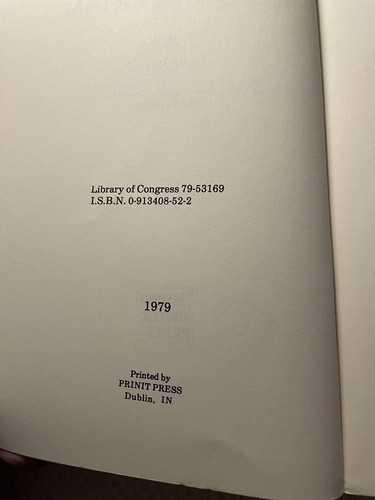 Library of Congress 79-53169
I.S.B.N. 0-913408-52-2
1979
Printed by
PRINIT PRESS
Dublin, IN